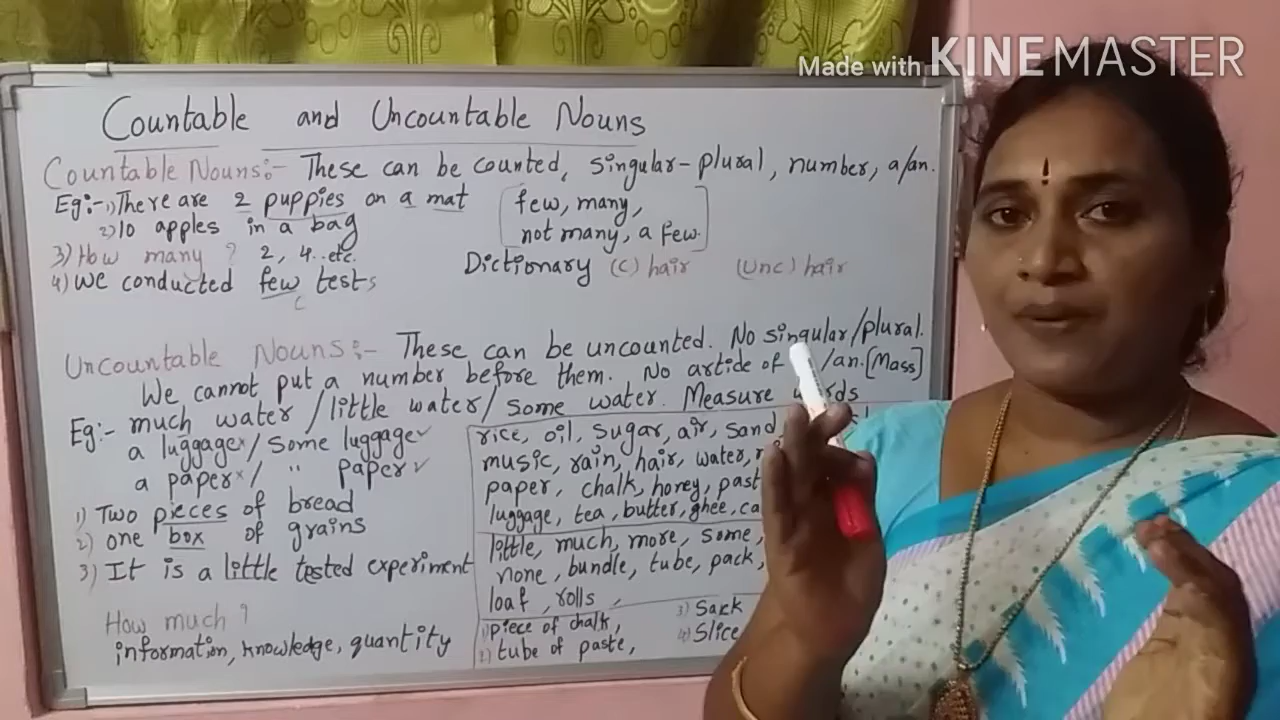 Made with KINEMASTER
Countable and Uncountable Nouns
Countable Nouns:- These can be counted, singular-plural, number, a/an.
Eg:- 1) There are 2 puppies on a mat
2) 10 apples in a bag
few, many,
not many, a few.
3) How many ? 2, 4..etc.
Dictionary (C) hair (Unc) hair
4) We conducted few tests
C
Uncountable Nouns:- These can be uncounted. No singular/plural.
We cannot put a number before them. No article of /an. [Mass]
Eg:- much water /little water/ some water. Measure
a luggage x / some luggage ✓
a paper x / " paper ✓
1) Two pieces of bread
2) one box of grains
3) It is a little tested experiment
How much ?
information, knowledge, quantity
rice, oil, sugar, air, sand
music, rain, hair, water,
paper, chalk, honey,
luggage, tea, butter, ghee,
little, much, more, some,
none, bundle, tube, pack,
loaf, rolls,
1) piece of chalk,
2) tube of paste,
3) Sack
4) Slice